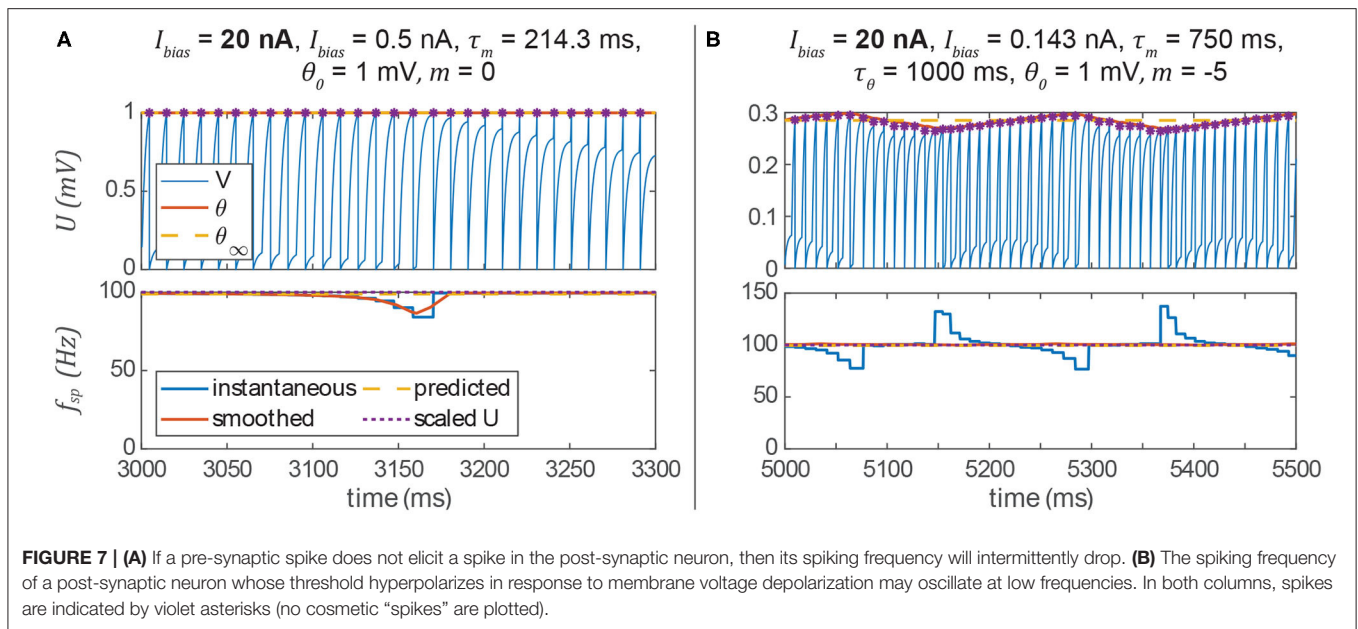 A
I_bias = 20 nA, I_bias = 0.5 nA, τ_m = 214.3 ms,
θ_0 = 1 mV, m = 0
U (mV)
1
0.5
0
V
θ
θ_∞
f_sp (Hz)
100
50
0
instantaneous
smoothed
predicted
scaled U
3000 3050 3100 3150 3200 3250 3300
time (ms)
B
I_bias = 20 nA, I_bias = 0.143 nA, τ_m = 750 ms,
τ_θ = 1000 ms, θ_0 = 1 mV, m = -5
0.3
0.2
0.1
0
150
100
50
0
5000 5100 5200 5300 5400 5500
time (ms)
FIGURE 7 | (A) If a pre-synaptic spike does not elicit a spike in the post-synaptic neuron, then its spiking frequency will intermittently drop. (B) The spiking frequency
of a post-synaptic neuron whose threshold hyperpolarizes in response to membrane voltage depolarization may oscillate at low frequencies. In both columns, spikes
are indicated by violet asterisks (no cosmetic “spikes” are plotted).